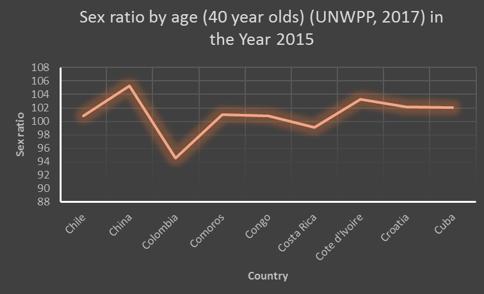 Sex ratio by age (40 year olds) (UNWPP, 2017) in
the Year 2015
108
106
104
102
100
98
96
94
92
90
88
Sex ratio
Chile
China
Colombia
Comoros
Congo
Costa Rica
Cote d'Ivoire
Croatia
Cuba
Country